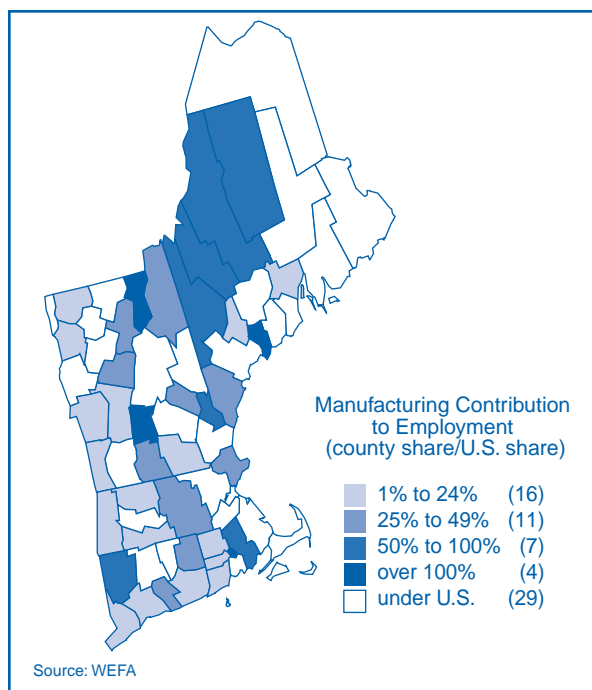 Manufacturing Contribution
to Employment
(county share/U.S. share)
1% to 24% (16)
25% to 49% (11)
50% to 100% (7)
over 100% (4)
under U.S. (29)
Source: WEFA